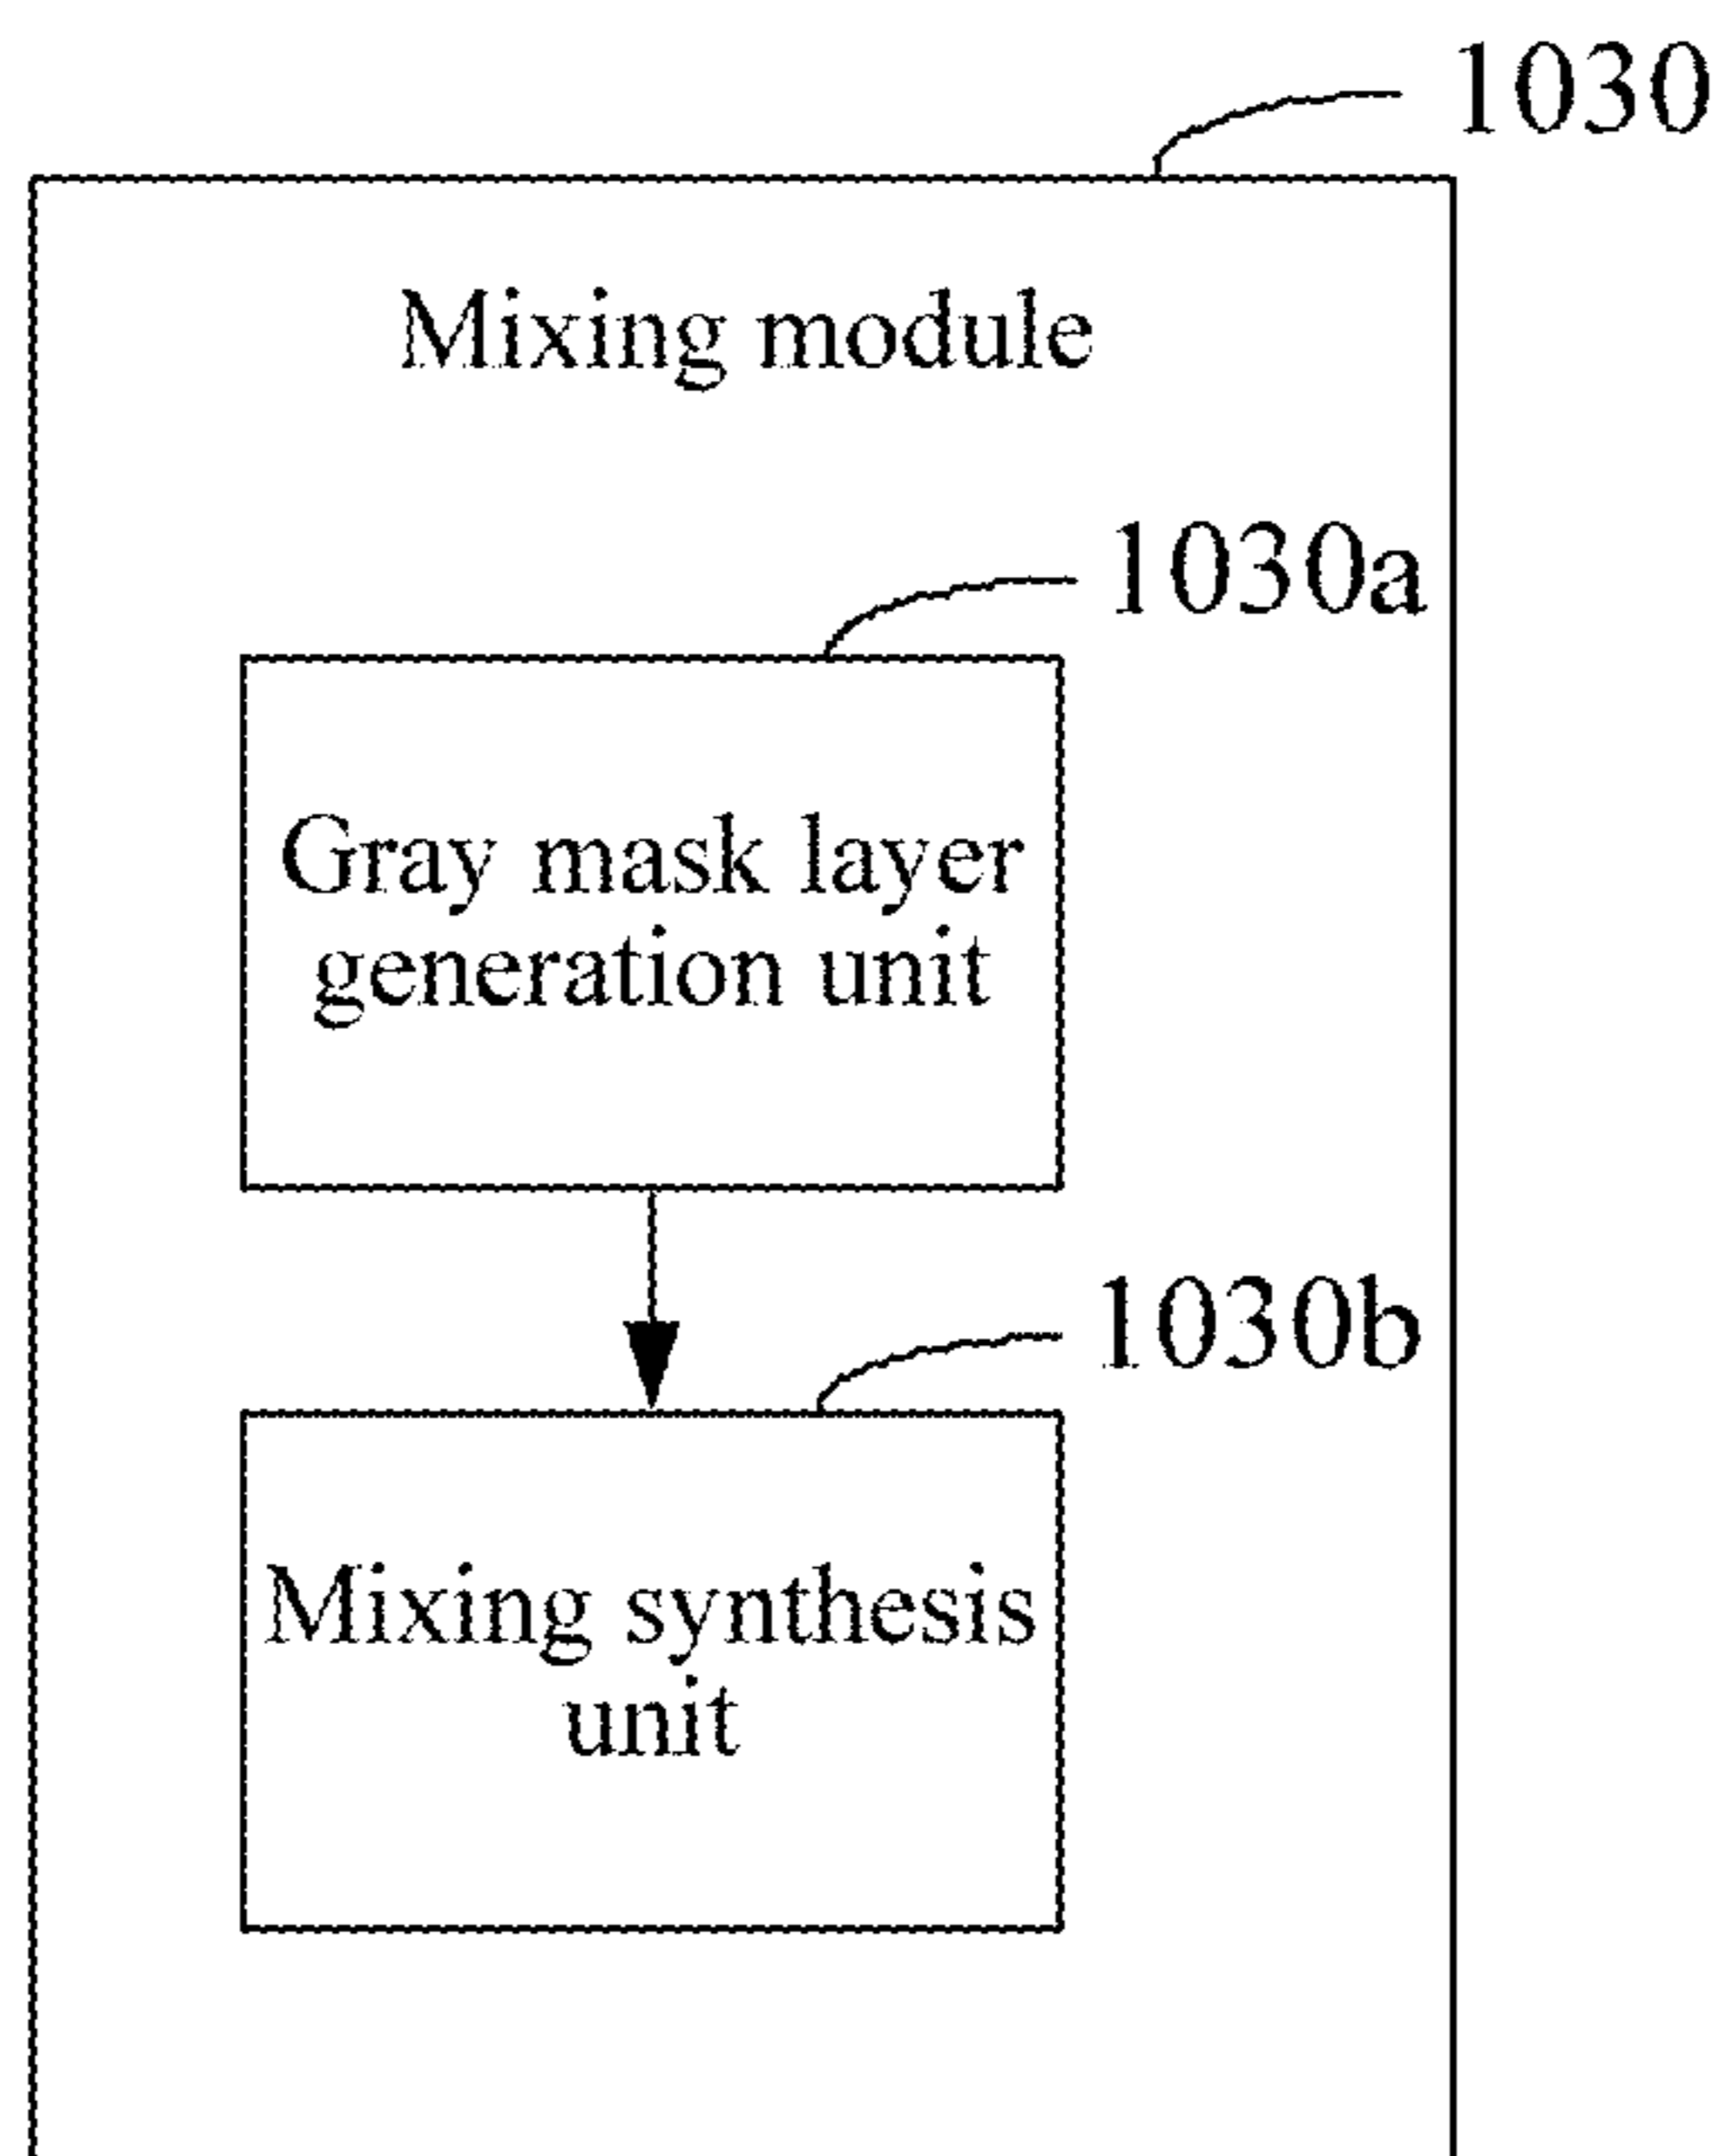 1030
Mixing module
1030a
Gray mask layer
generation unit
1030b
Mixing synthesis
unit